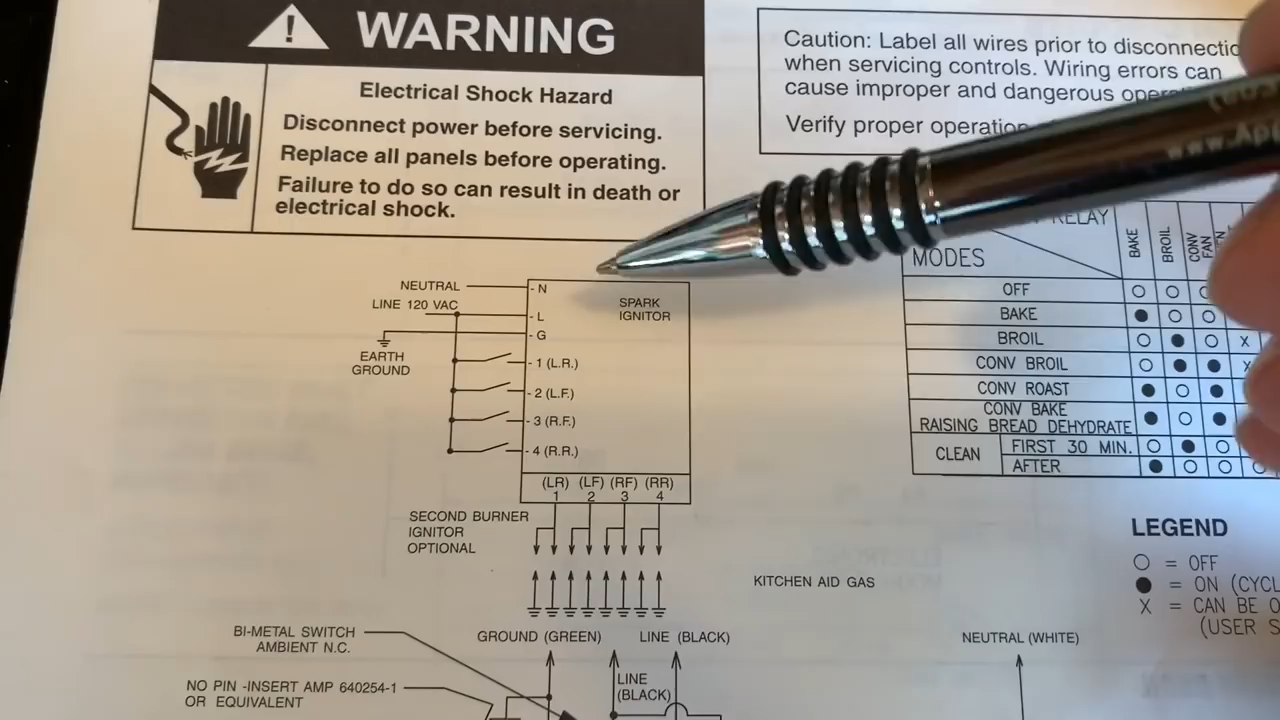 WARNING
Electrical Shock Hazard
Disconnect power before servicing.
Replace all panels before operating.
Failure to do so can result in death or
electrical shock.
Caution: Label all wires prior to
when servicing controls. Wiring errors can
cause improper and dangerous
Verify proper
NEUTRAL
LINE 120 VAC
EARTH
GROUND
- N
- L
- G
- 1 (L.R.)
- 2 (L.F.)
- 3 (R.F.)
- 4 (R.R.)
SPARK
IGNITOR
(LR) (LF) (RF) (RR)
1 2 3 4
SECOND BURNER
IGNITOR
OPTIONAL
RELAY
MODES
BAKE
BROIL
CONV
FAN
OFF
BAKE
BROIL
X
CONV BROIL
CONV ROAST
CONV BAKE
RAISING BREAD DEHYDRATE
CLEAN
FIRST 30 MIN.
AFTER
LEGEND
= OFF
= ON
X = CAN BE
(USER
KITCHEN AID GAS
GROUND (GREEN)
LINE (BLACK)
NEUTRAL (WHITE)
BI-METAL SWITCH
AMBIENT N.C.
NO PIN -INSERT AMP 640254-1
OR EQUIVALENT
LINE
(BLACK)